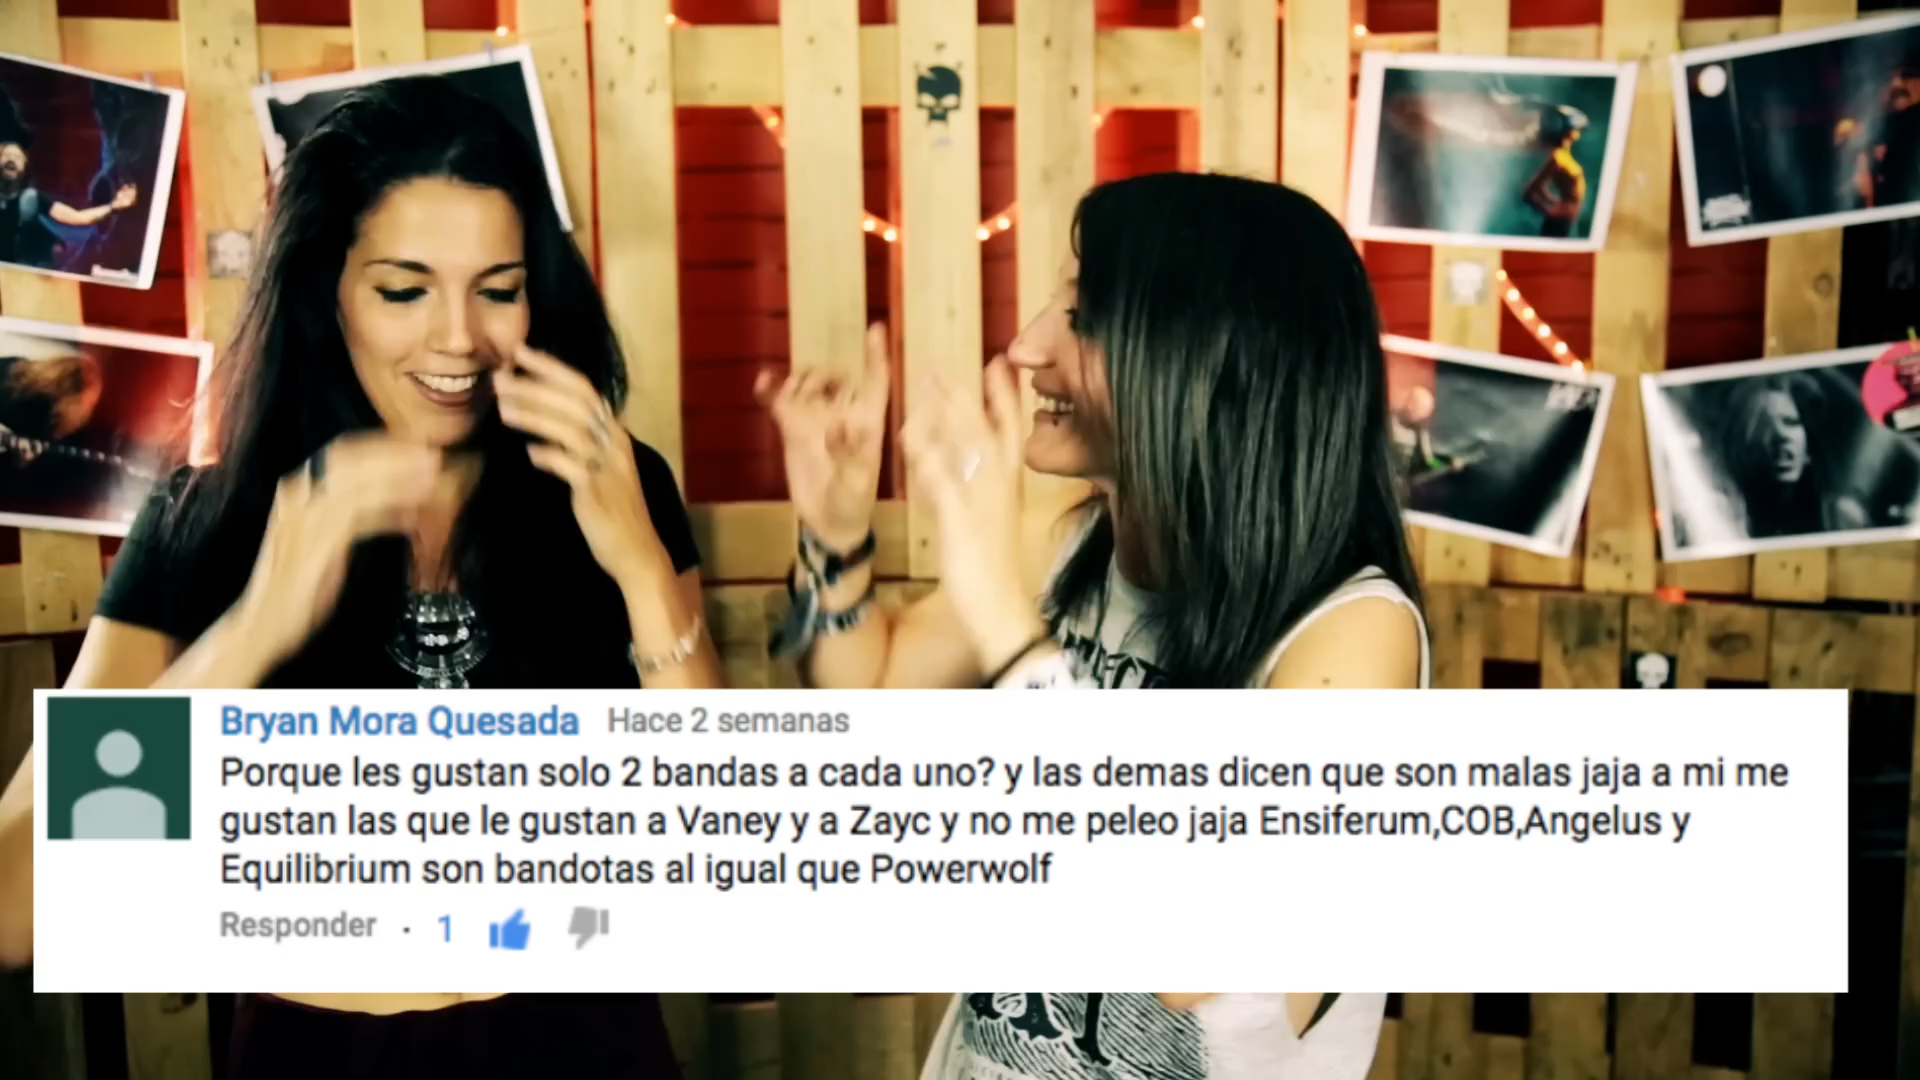 Bryan Mora Quesada Hace 2 semanas
Porque les gustan solo 2 bandas a cada uno? y las demas dicen que son malas jaja a mi me
gustan las que le gustan a Vaney y a Zayc y no me peleo jaja Ensiferum,COB,Angelus y
Equilibrium son bandotas al igual que Powerwolf
Responder · 1